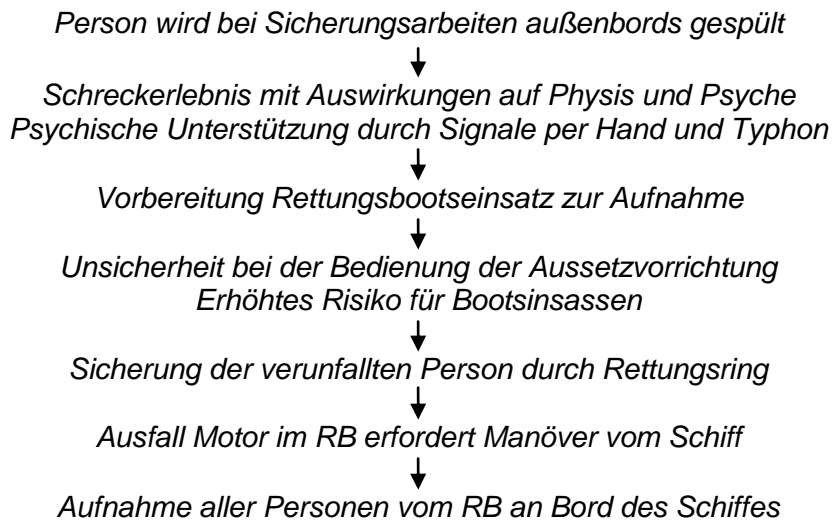 Person wird bei Sicherungsarbeiten außenbords gespült
Schreckerlebnis mit Auswirkungen auf Physis und Psyche
Psychische Unterstützung durch Signale per Hand und Typhon
Vorbereitung Rettungsbootseinsatz zur Aufnahme
Unsicherheit bei der Bedienung der Aussetzvorrichtung
Erhöhtes Risiko für Bootsinsassen
Sicherung der verunfallten Person durch Rettungsring
Ausfall Motor im RB erfordert Manöver vom Schiff
Aufnahme aller Personen vom RB an Bord des Schiffes